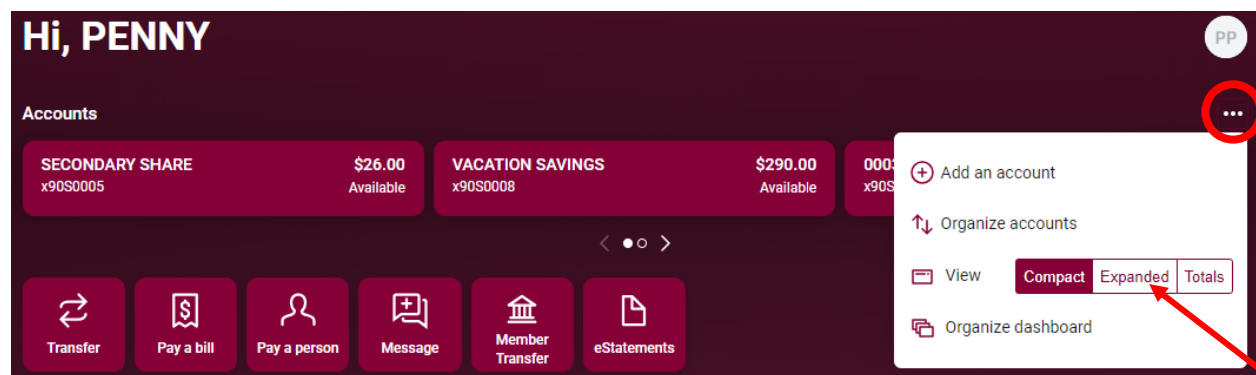 Hi, PENNY
PP
Accounts
SECONDARY SHARE $26.00
x90S0005 Available
VACATION SAVINGS $290.00
x90S0008 Available
Add an account
Organize accounts
View Compact Expanded Totals
Organize dashboard
Transfer
Pay a bill
Pay a person
Message
Member
Transfer
eStatements